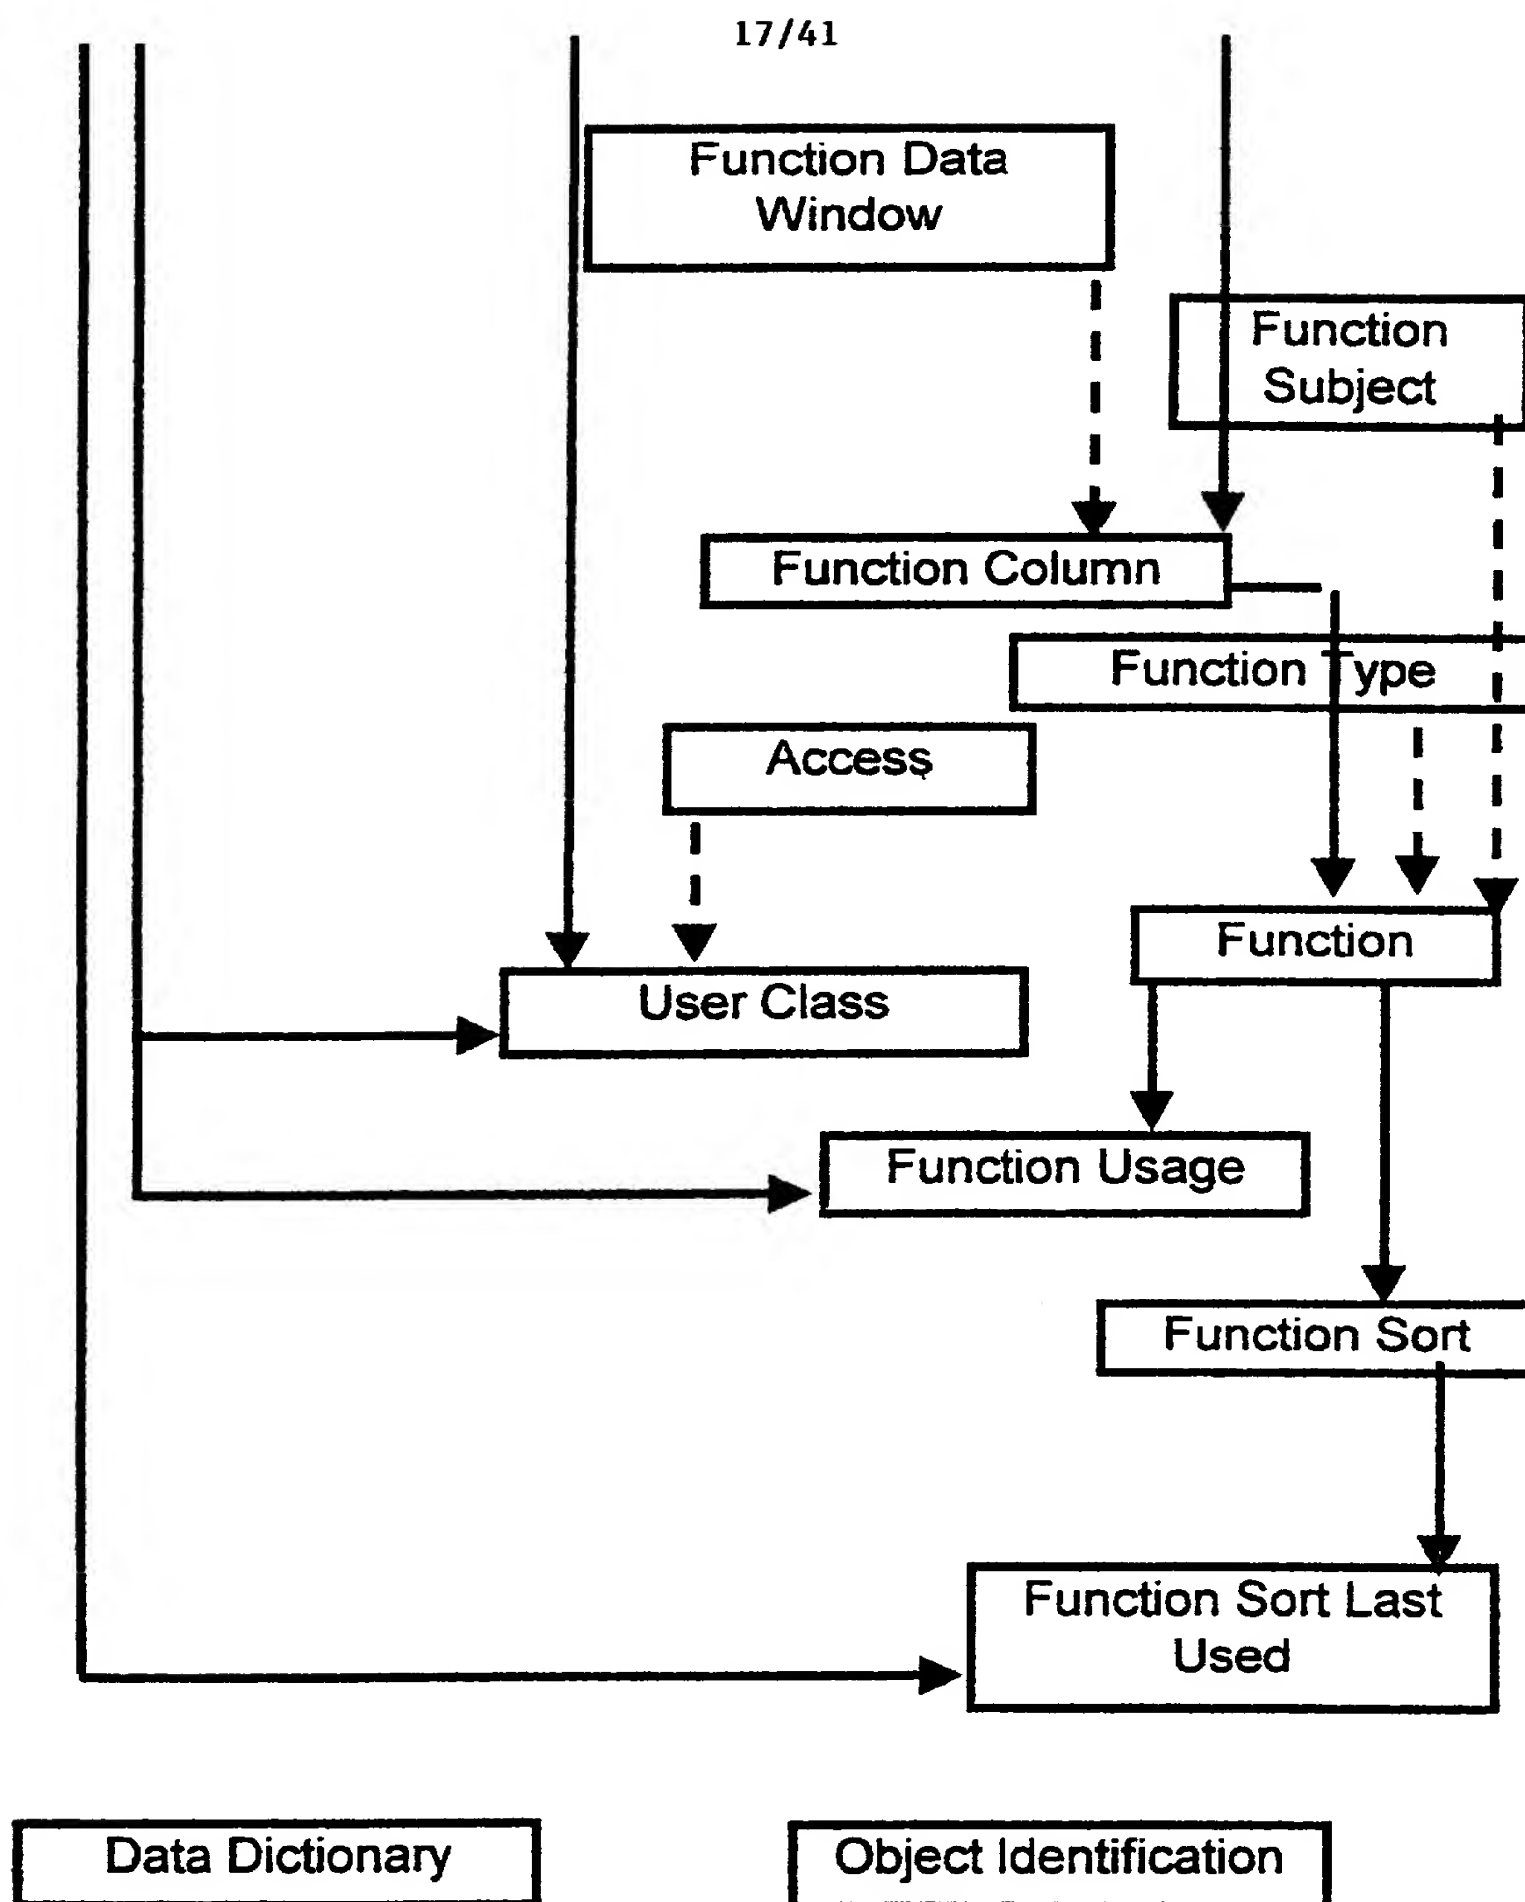 17/41
Function Data
Window
Function
Subject
Function Column
Function Type
Access
Function
User Class
Function Usage
Function Sort
Function Sort Last
Used
Data Dictionary
Object Identification